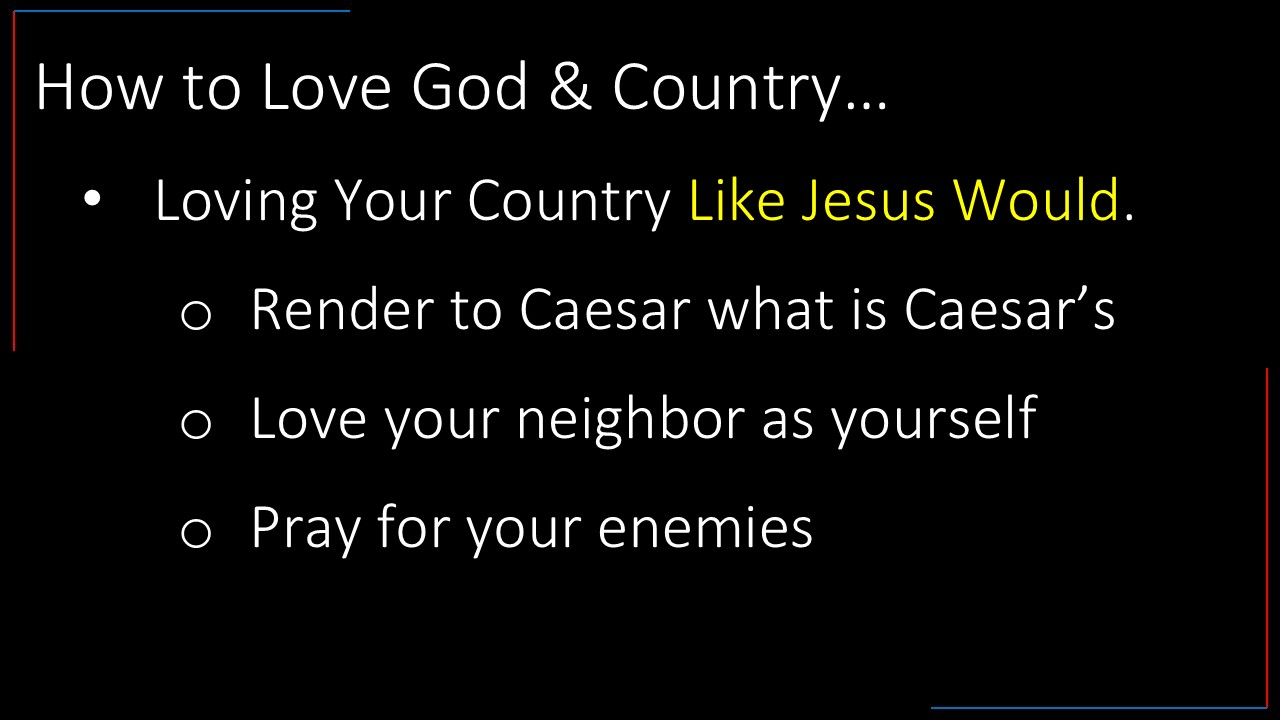 How to Love God & Country…
• Loving Your Country Like Jesus Would.
o Render to Caesar what is Caesar’s
o Love your neighbor as yourself
o Pray for your enemies